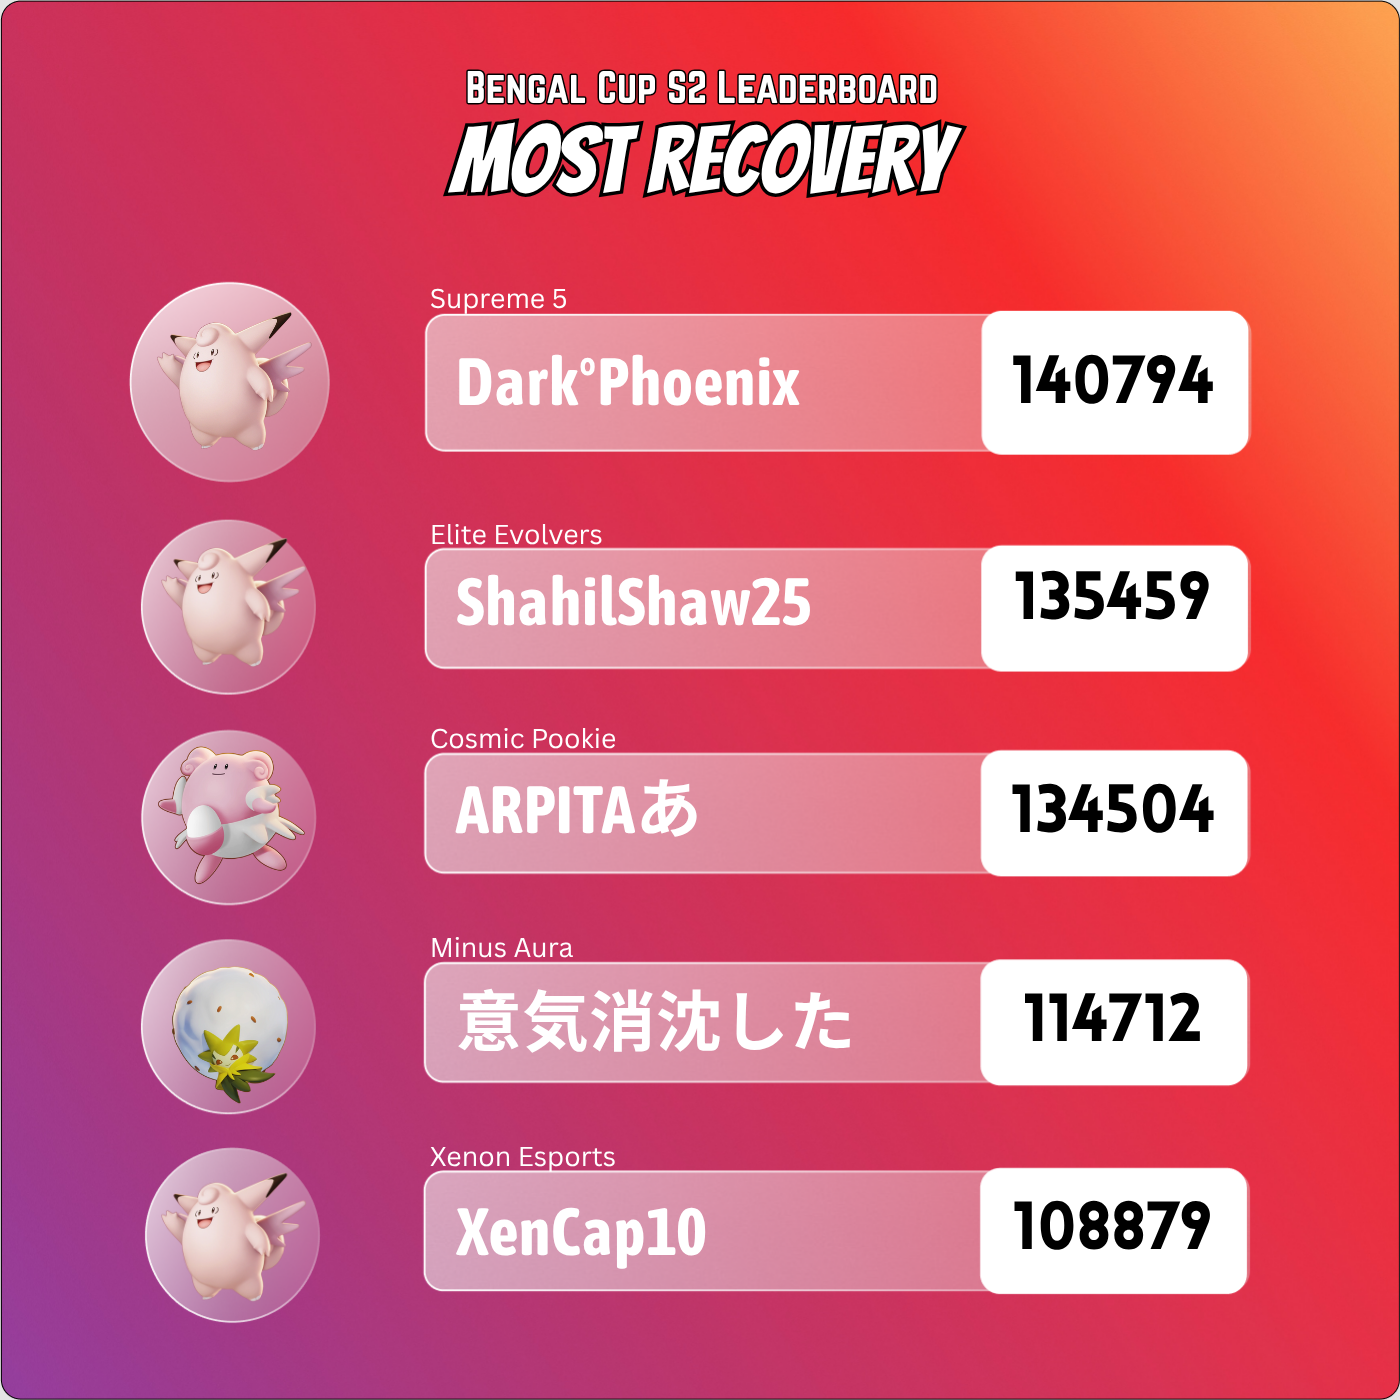 Bengal Cup S2 Leaderboard
MOST RECOVERY
Supreme 5
Dark°Phoenix
140794
Elite Evolvers
ShahilShaw25
135459
Cosmic Pookie
ARPITAあ
134504
Minus Aura
意気消沈した
114712
Xenon Esports
XenCap10
108879